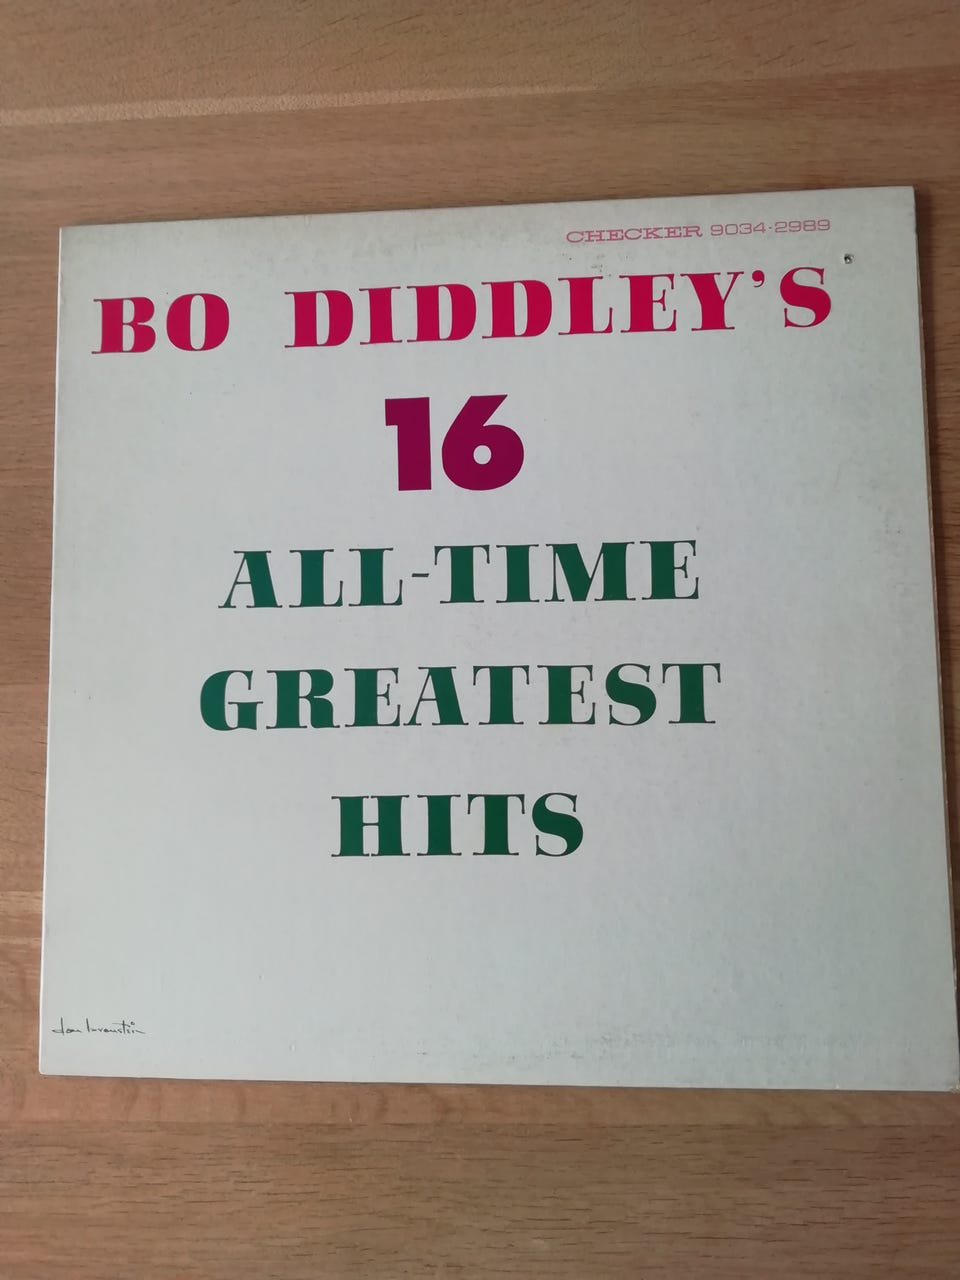 CHECKER 9034-2989
BO DIDDLEY'S
16
ALL-TIME
GREATEST
HITS